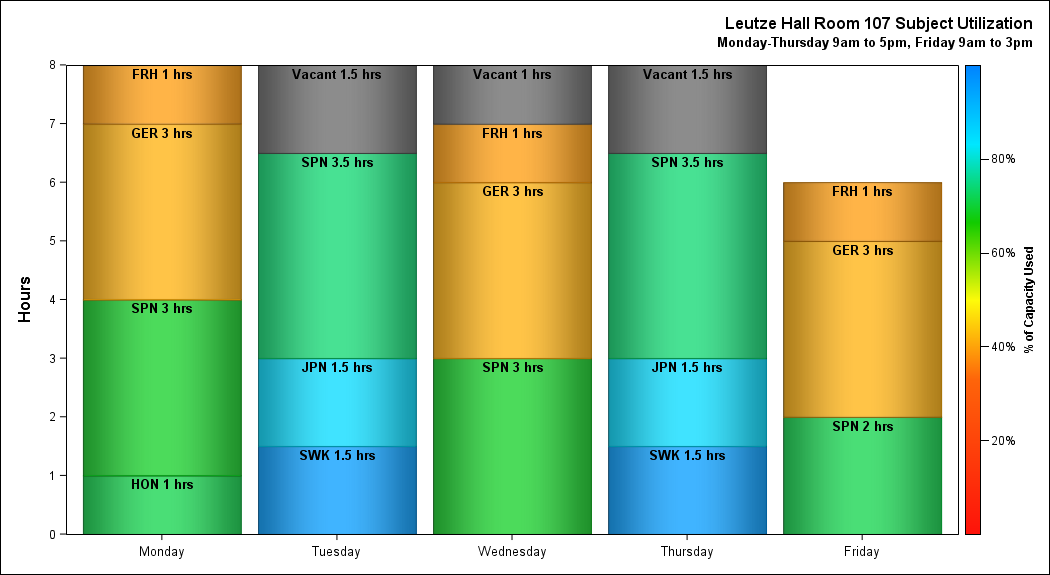 Leutze Hall Room 107 Subject Utilization
Monday-Thursday 9am to 5pm, Friday 9am to 3pm
Hours
8
7
6
5
4
3
2
1
0
FRH 1 hrs
GER 3 hrs
SPN 3 hrs
HON 1 hrs
Vacant 1.5 hrs
SPN 3.5 hrs
JPN 1.5 hrs
SWK 1.5 hrs
Vacant 1 hrs
FRH 1 hrs
GER 3 hrs
SPN 3 hrs
Vacant 1.5 hrs
SPN 3.5 hrs
JPN 1.5 hrs
SWK 1.5 hrs
FRH 1 hrs
GER 3 hrs
SPN 2 hrs
Monday
Tuesday
Wednesday
Thursday
Friday
80%
60%
40%
20%
% of Capacity Used